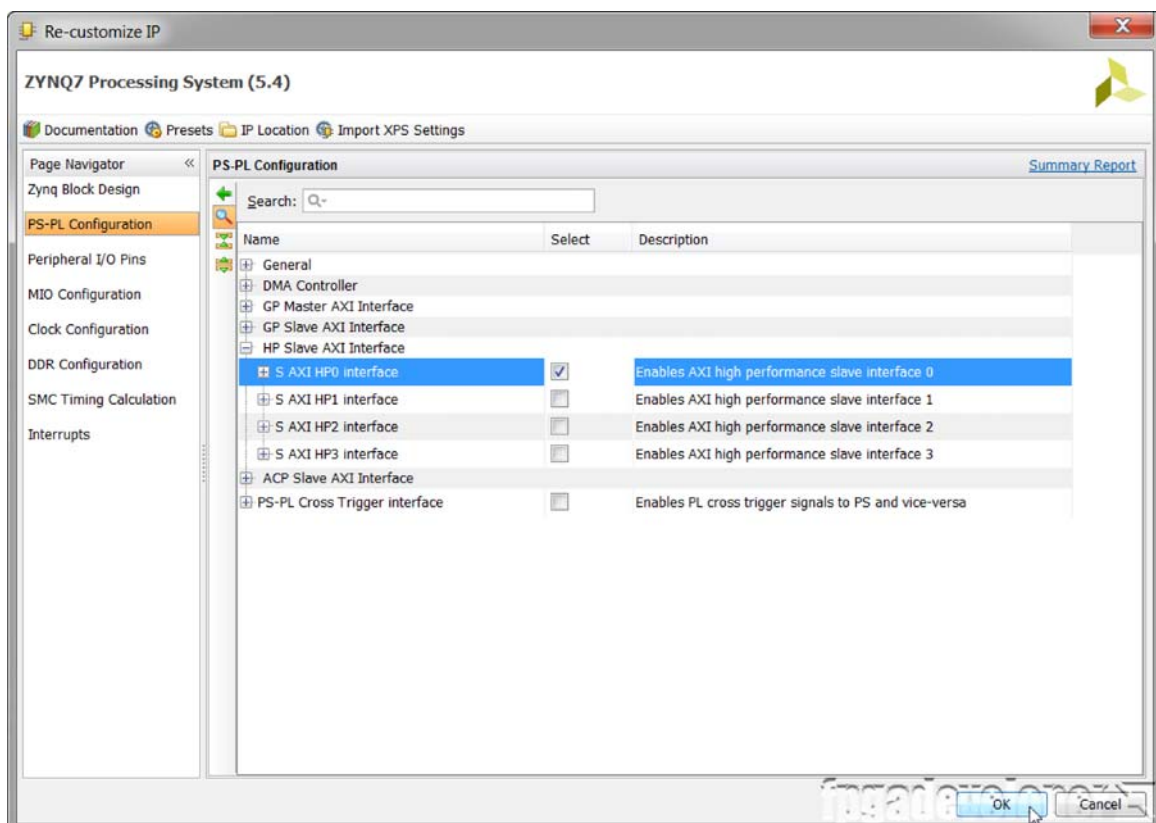 Re-customize IP
ZYNQ7 Processing System (5.4)
Documentation Presets IP Location Import XPS Settings
Page Navigator «
Zynq Block Design
PS-PL Configuration
Peripheral I/O Pins
MIO Configuration
Clock Configuration
DDR Configuration
SMC Timing Calculation
Interrupts
PS-PL Configuration Summary Report
Search:
Name Select Description
General
DMA Controller
GP Master AXI Interface
GP Slave AXI Interface
HP Slave AXI Interface
S AXI HP0 interface Enables AXI high performance slave interface 0
S AXI HP1 interface Enables AXI high performance slave interface 1
S AXI HP2 interface Enables AXI high performance slave interface 2
S AXI HP3 interface Enables AXI high performance slave interface 3
ACP Slave AXI Interface
PS-PL Cross Trigger interface Enables PL cross trigger signals to PS and vice-versa
OK Cancel